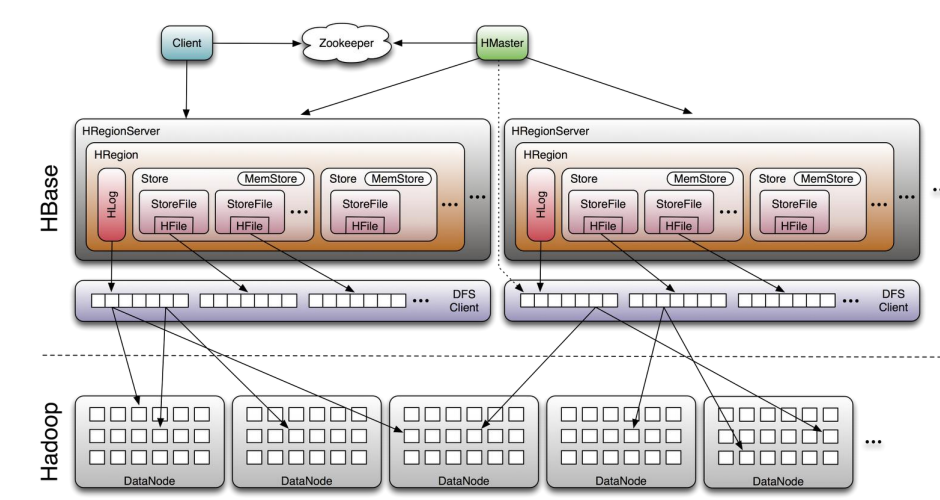 Client
Zookeeper
HMaster
HBase
HRegionServer
HRegion
HLog
Store
MemStore
StoreFile
HFile
StoreFile
HFile
...
Store
MemStore
StoreFile
HFile
...
...
HRegionServer
HRegion
HLog
Store
MemStore
StoreFile
HFile
StoreFile
HFile
...
Store
MemStore
StoreFile
HFile
...
...
...
...
DFS
Client
...
DFS
Client
Hadoop
DataNode
DataNode
DataNode
DataNode
DataNode
...